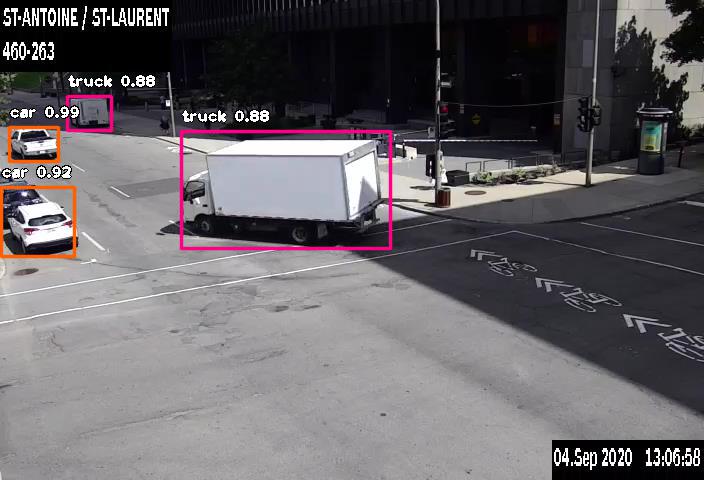 ST-ANTOINE / ST-LAURENT
460-263
truck 0.88
car 0.99
truck 0.88
car 0.92
04.Sep 2020 13:06:58